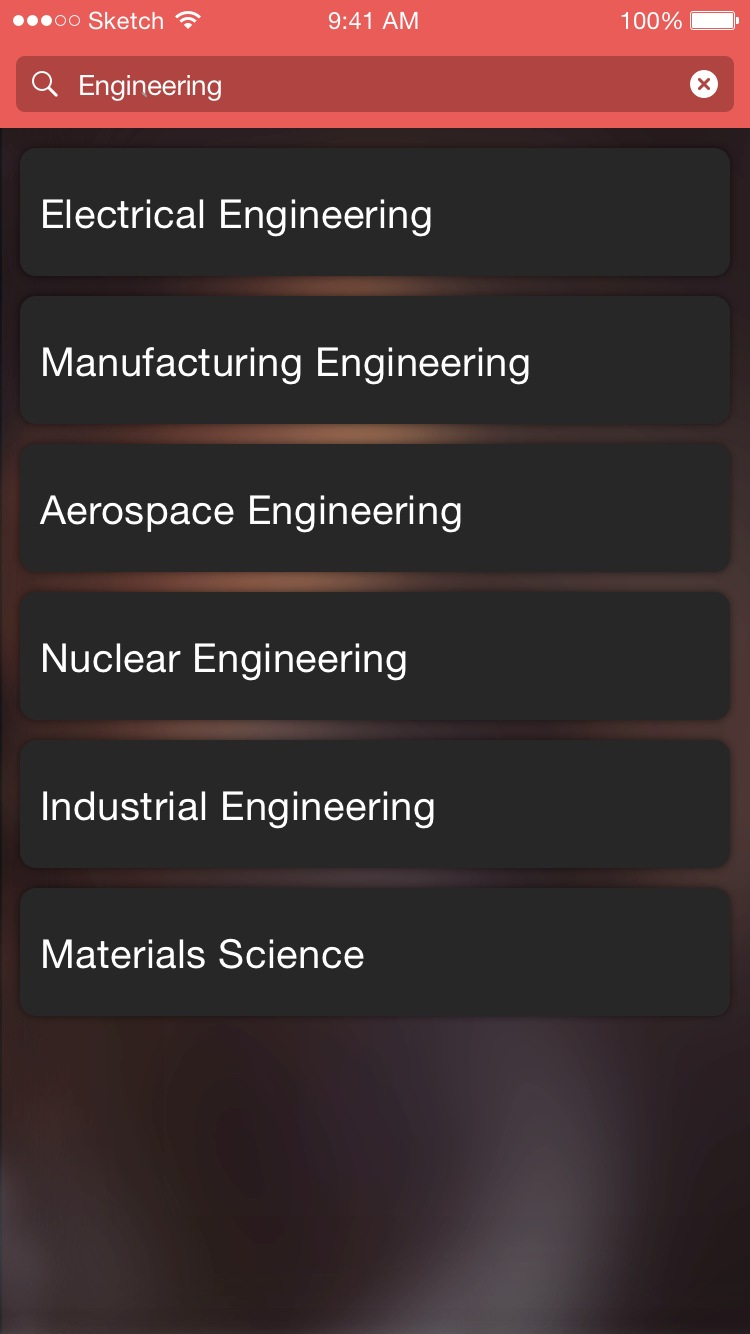 Sketch 9:41 AM 100%
Engineering
Electrical Engineering
Manufacturing Engineering
Aerospace Engineering
Nuclear Engineering
Industrial Engineering
Materials Science